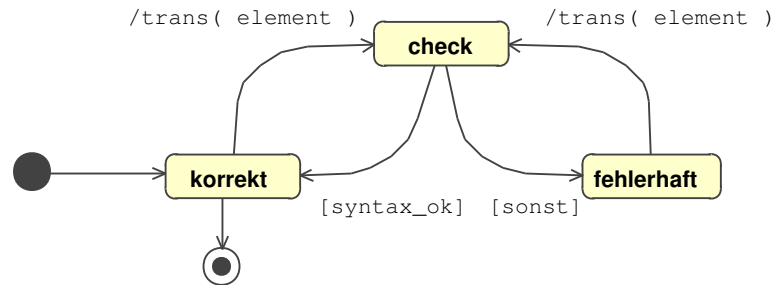 /trans( element )
/trans( element )
check
korrekt
fehlerhaft
[syntax_ok]
[sonst]